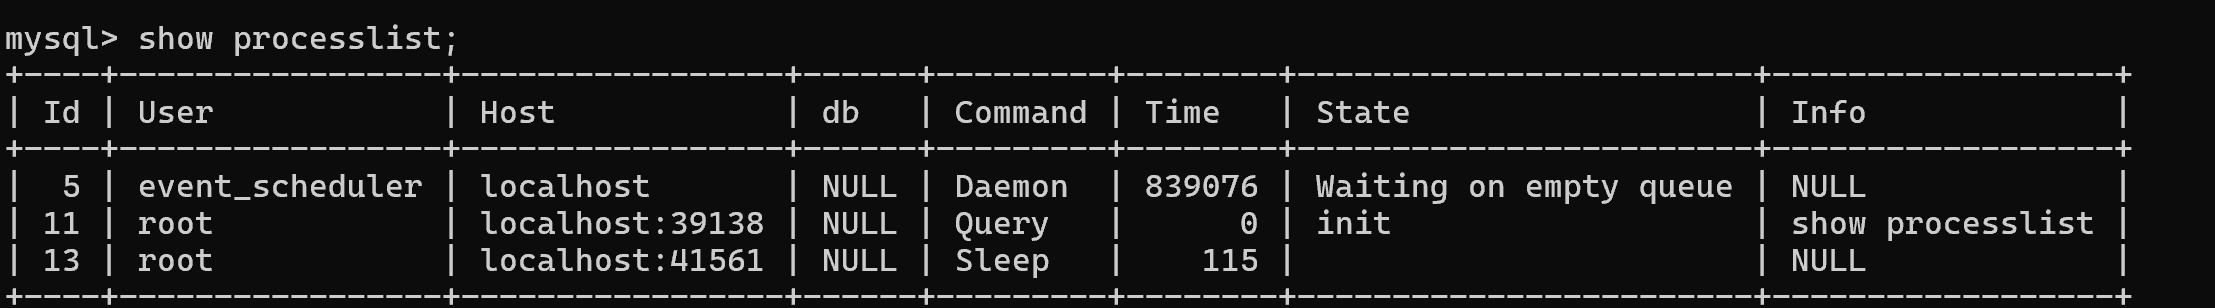 mysql> show processlist;
+----+-----------------+-----------------+------+---------+--------+------------------------+------------------+
| Id | User            | Host            | db   | Command | Time   | State                  | Info             |
+----+-----------------+-----------------+------+---------+--------+------------------------+------------------+
|  5 | event_scheduler | localhost       | NULL | Daemon  | 839076 | Waiting on empty queue | NULL             |
| 11 | root            | localhost:39138 | NULL | Query   |      0 | init                   | show processlist |
| 13 | root            | localhost:41561 | NULL | Sleep   |    115 |                        | NULL             |
+----+-----------------+-----------------+------+---------+--------+------------------------+------------------+